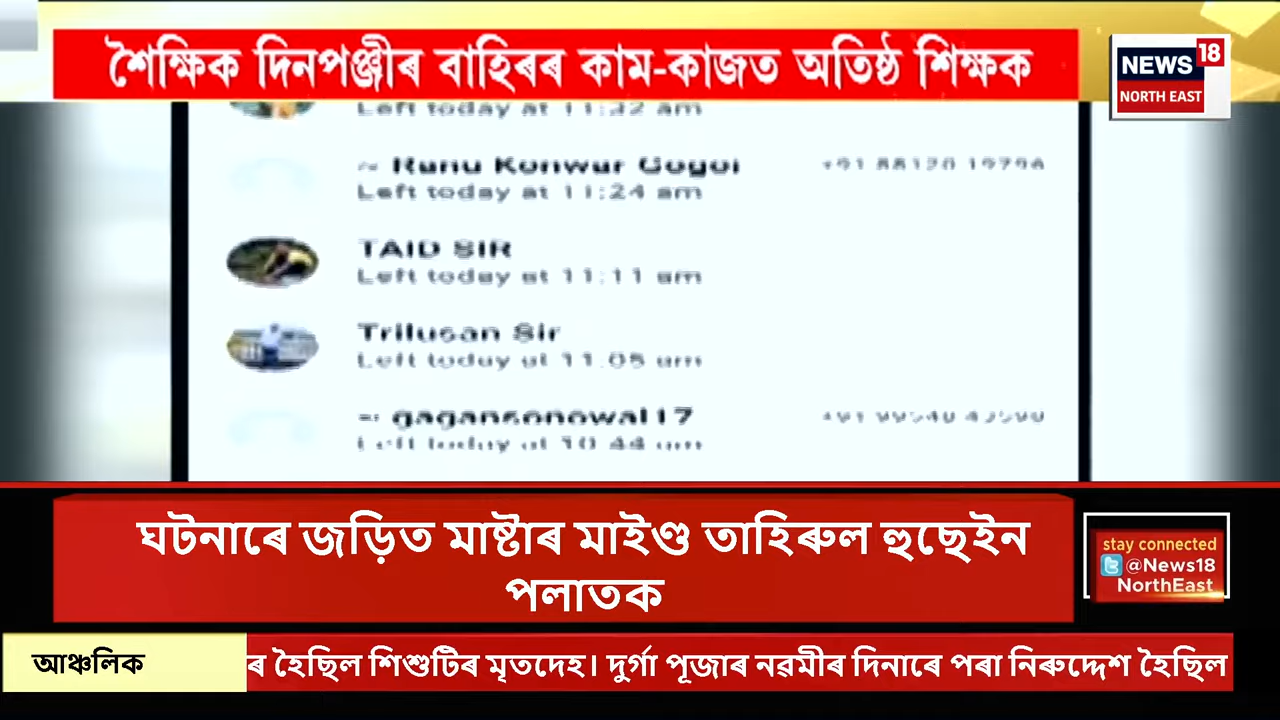 শৈক্ষিক দিনপঞ্জীৰ বাহিৰৰ কাম-কাজত অতিষ্ঠ শিক্ষক
NEWS 18
NORTH EAST
Left today at 11:32 am
~ Runu Konwur Gogoi
Left today at 11:24 am
TAID SIR
Left today at 11:11 am
Trilusan Sir
Left today at 11:05 am
~ gagansonowal17
Left today at 10:44 am
ঘটনাৰে জড়িত মাষ্টাৰ মাইণ্ড তাহিৰুল হুছেইন
পলাতক
stay connected
@News18
NorthEast
আঞ্চলিক
ৰ হৈছিল শিশুটিৰ মৃতদেহ। দুৰ্গা পূজাৰ নৱমীৰ দিনাৰে পৰা নিৰুদ্দেশ হৈছিল